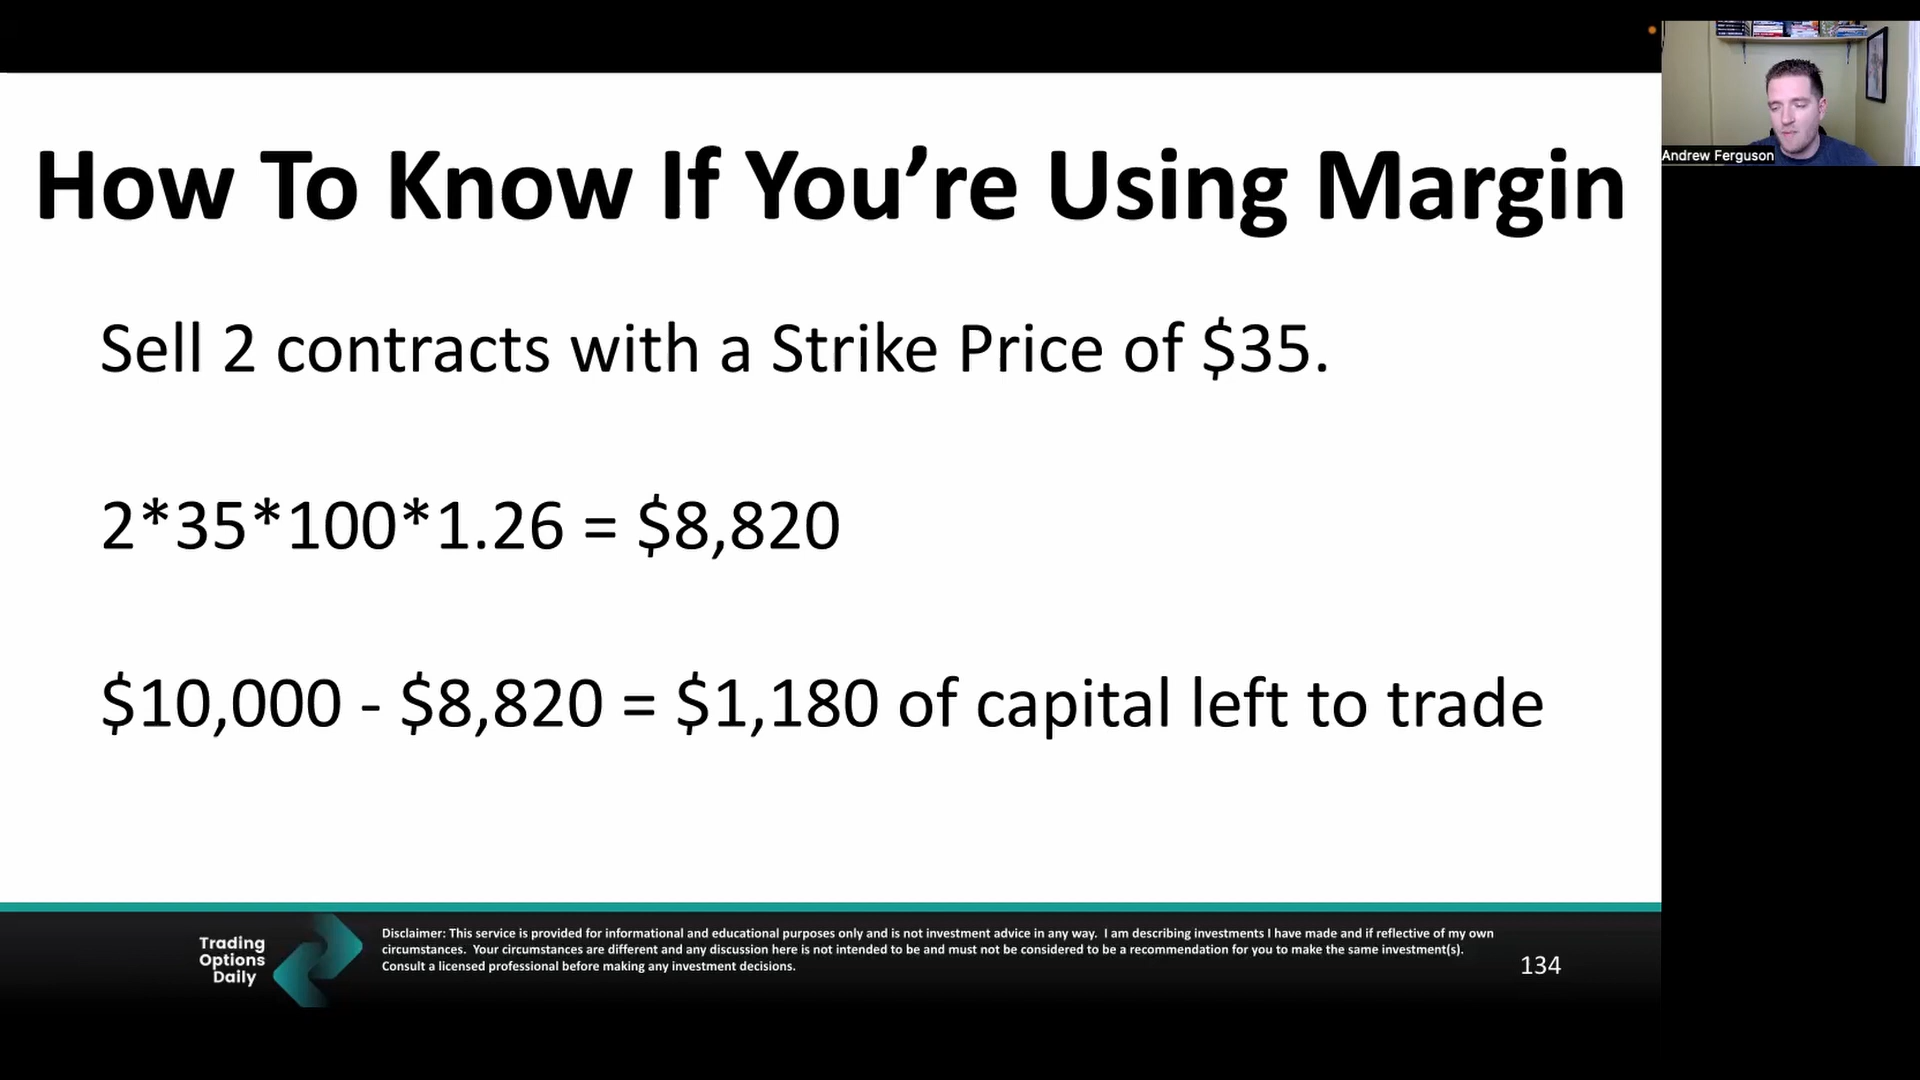 How To Know If You’re Using Margin
Andrew Ferguson
Sell 2 contracts with a Strike Price of $35.
2*35*100*1.26 = $8,820
$10,000 - $8,820 = $1,180 of capital left to trade
Trading
Options
Daily
Disclaimer: This service is provided for informational and educational purposes only and is not investment advice in any way.  I am describing investments I have made and if reflective of my own
circumstances.  Your circumstances are different and any discussion here is not intended to be and must not be considered to be a recommendation for you to make the same investment(s).
Consult a licensed professional before making any investment decisions.
134